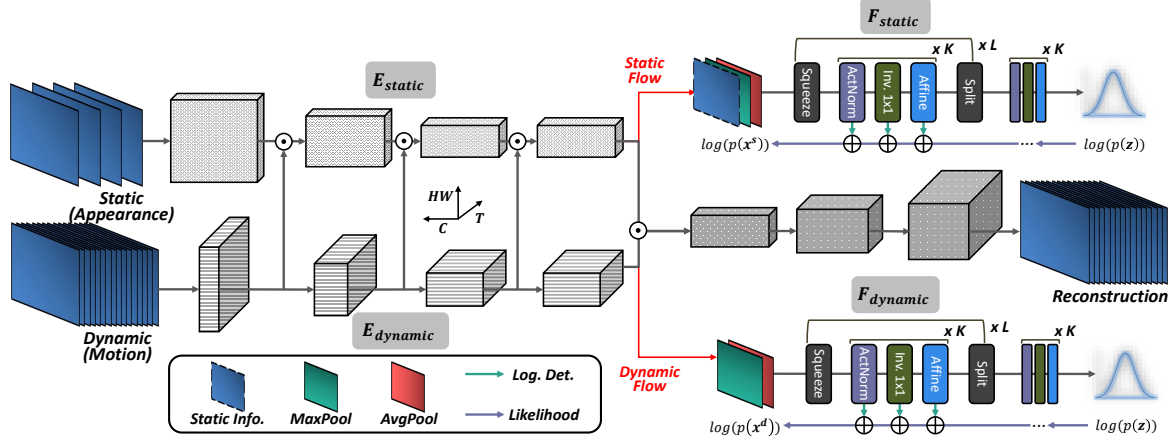 F_static
x K
x L
x K
Static
Flow
Squeeze
ActNorm
Inv. 1x1
Affine
Split
log(p(x^s))
...
log(p(z))
E_static
Static
(Appearance)
HW
T
C
Dynamic
(Motion)
E_dynamic
Reconstruction
F_dynamic
x K
x L
x K
Dynamic
Flow
Squeeze
ActNorm
Inv. 1x1
Affine
Split
log(p(x^d))
...
log(p(z))
Static Info.
MaxPool
AvgPool
Log. Det.
Likelihood